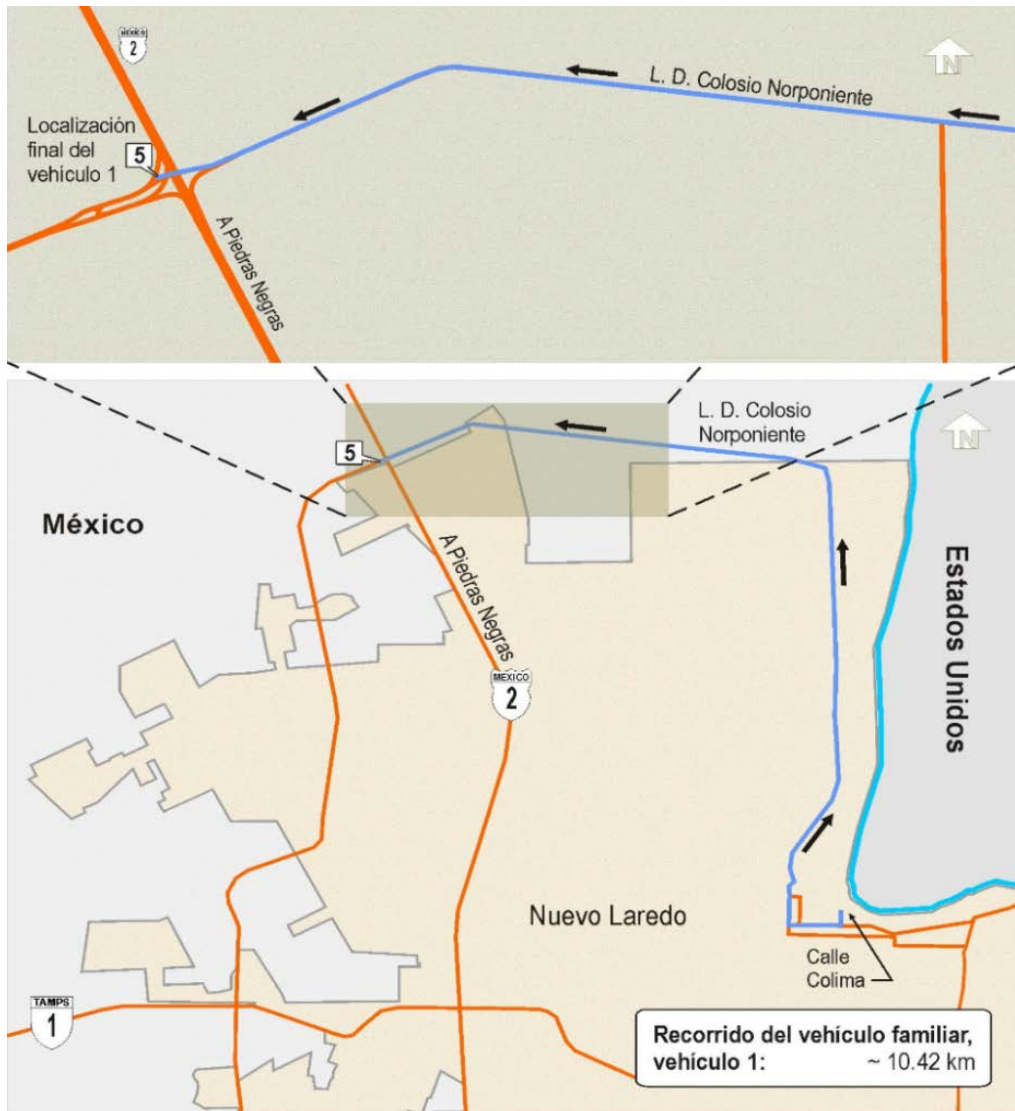 MÉXICO
2
N
L. D. Colosio Norponiente
Localización
final del
vehículo 1
5
A Piedras Negras
L. D. Colosio
Norponiente
N
5
México
A Piedras Negras
Estados Unidos
MÉXICO
2
Nuevo Laredo
Calle
Colima
TAMPS
1
Recorrido del vehículo familiar,
vehículo 1: ~ 10.42 km